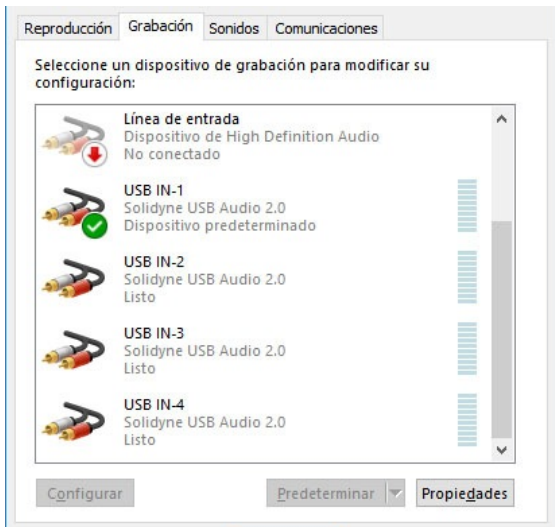 Reproducción Grabación Sonidos Comunicaciones
Seleccione un dispositivo de grabación para modificar su
configuración:
Línea de entrada
Dispositivo de High Definition Audio
No conectado
USB IN-1
Solidyne USB Audio 2.0
Dispositivo predeterminado
USB IN-2
Solidyne USB Audio 2.0
Listo
USB IN-3
Solidyne USB Audio 2.0
Listo
USB IN-4
Solidyne USB Audio 2.0
Listo
Configurar Predeterminar Propiedades